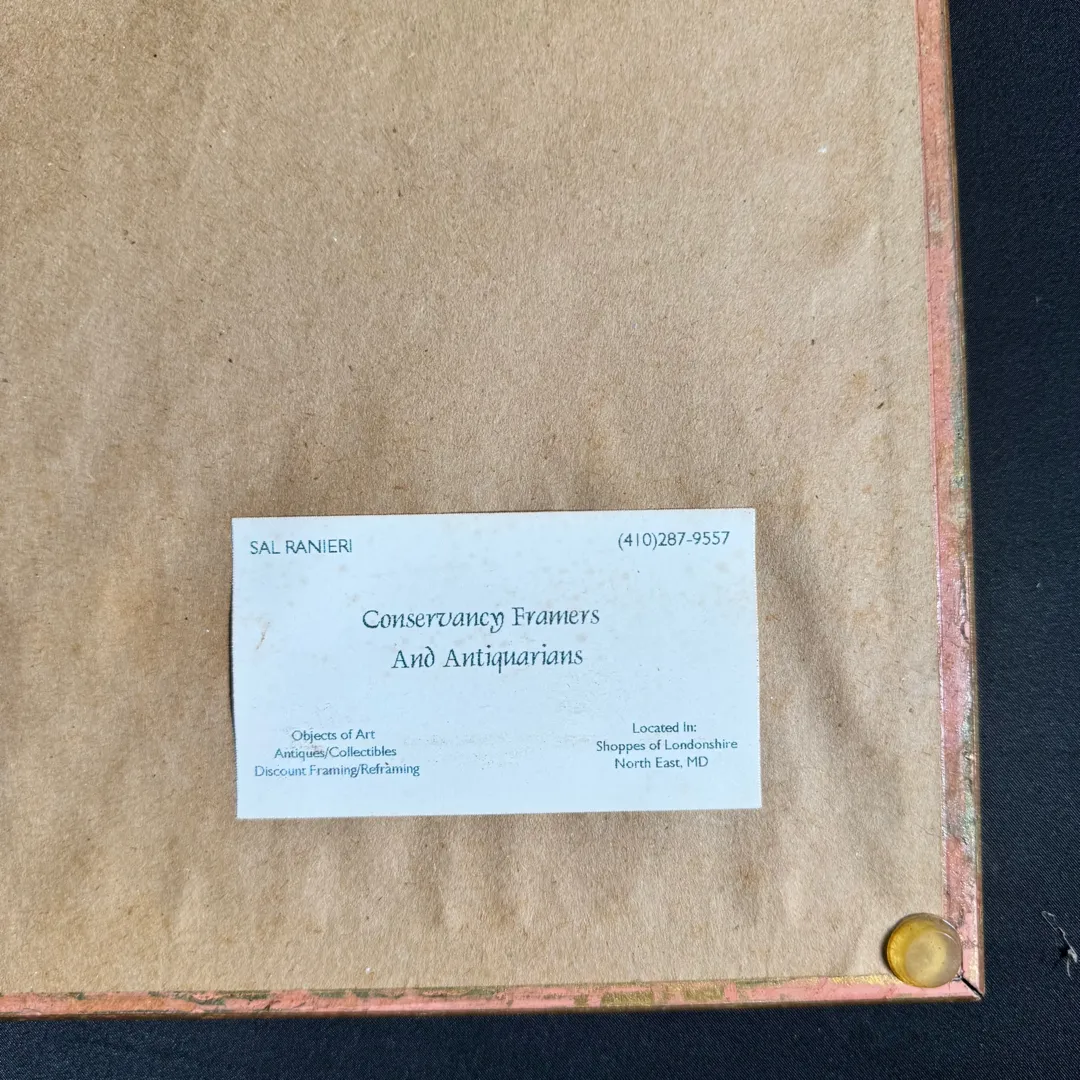 SAL RANIERI
(410)287-9557
Conservancy Framers
And Antiquarians
Objects of Art
Antiques/Collectibles
Discount Framing/Reframing
Located In:
Shoppes of Londonshire
North East, MD